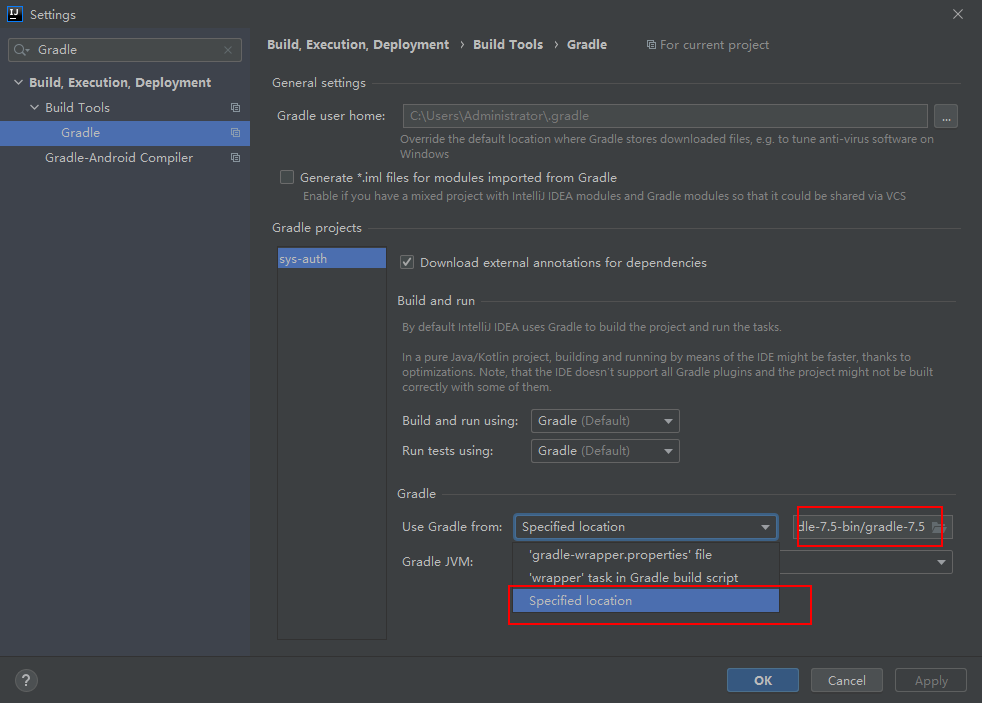 Settings
Gradle
Build, Execution, Deployment
Build Tools
Gradle
Gradle-Android Compiler
Build, Execution, Deployment › Build Tools › Gradle For current project
General settings
Gradle user home: C:\Users\Administrator\.gradle ...
Override the default location where Gradle stores downloaded files, e.g. to tune anti-virus software on
Windows
Generate *.iml files for modules imported from Gradle
Enable if you have a mixed project with IntelliJ IDEA modules and Gradle modules so that it could be shared via VCS
Gradle projects
sys-auth
Download external annotations for dependencies
Build and run
By default IntelliJ IDEA uses Gradle to build the project and run the tasks.
In a pure Java/Kotlin project, building and running by means of the IDE might be faster, thanks to
optimizations. Note, that the IDE doesn't support all Gradle plugins and the project might not be built
correctly with some of them.
Build and run using: Gradle (Default)
Run tests using: Gradle (Default)
Gradle
Use Gradle from: Specified location dle-7.5-bin/gradle-7.5
'gradle-wrapper.properties' file
Gradle JVM:
'wrapper' task in Gradle build script
Specified location
? OK Cancel Apply